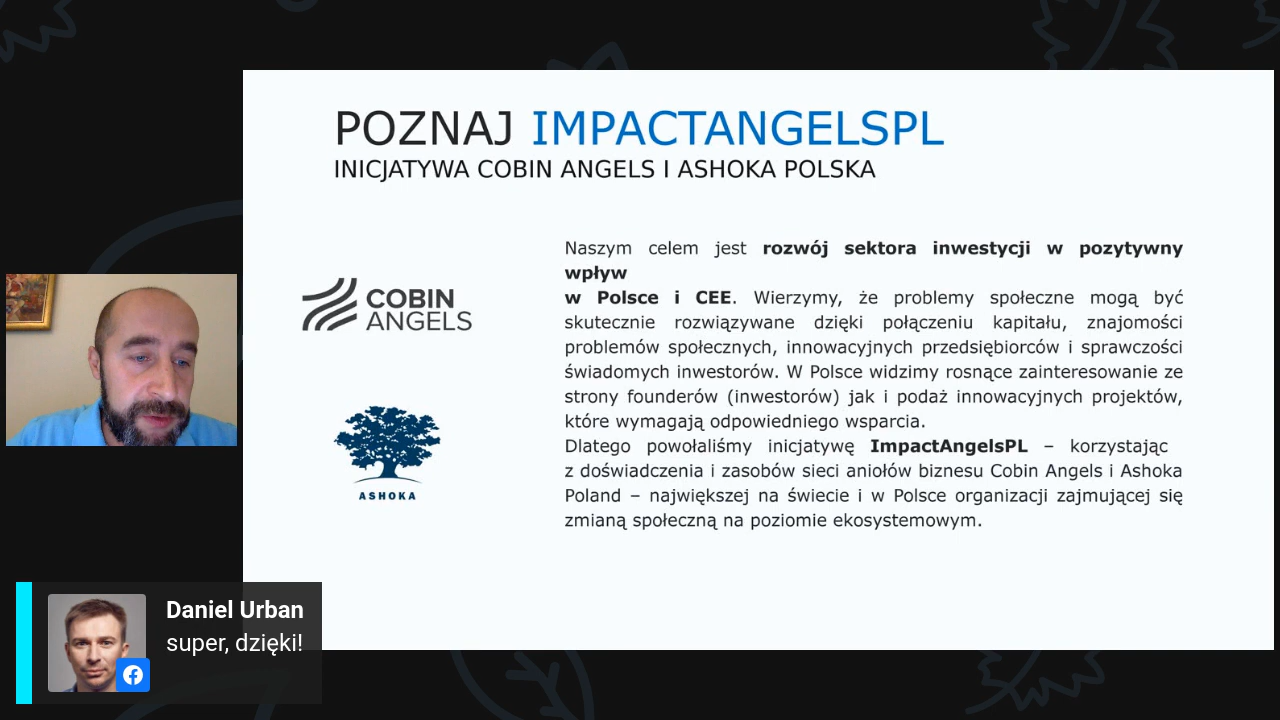 POZNAJ IMPACTANGELSPL
INICJATYWA COBIN ANGELS I ASHOKA POLSKA
Naszym celem jest rozwój sektora inwestycji w pozytywny
wpływ
w Polsce i CEE. Wierzymy, że problemy społeczne mogą być
skutecznie rozwiązywane dzięki połączeniu kapitału, znajomości
problemów społecznych, innowacyjnych przedsiębiorców i sprawczości
świadomych inwestorów. W Polsce widzimy rosnące zainteresowanie ze
strony founderów (inwestorów) jak i podaż innowacyjnych projektów,
które wymagają odpowiedniego wsparcia.
Dlatego powołaliśmy inicjatywę ImpactAngelsPL – korzystając
z doświadczenia i zasobów sieci aniołów biznesu Cobin Angels i Ashoka
Poland – największej na świecie i w Polsce organizacji zajmującej się
zmianą społeczną na poziomie ekosystemowym.
COBIN
ANGELS
ASHOKA
Daniel Urban
super, dzięki!